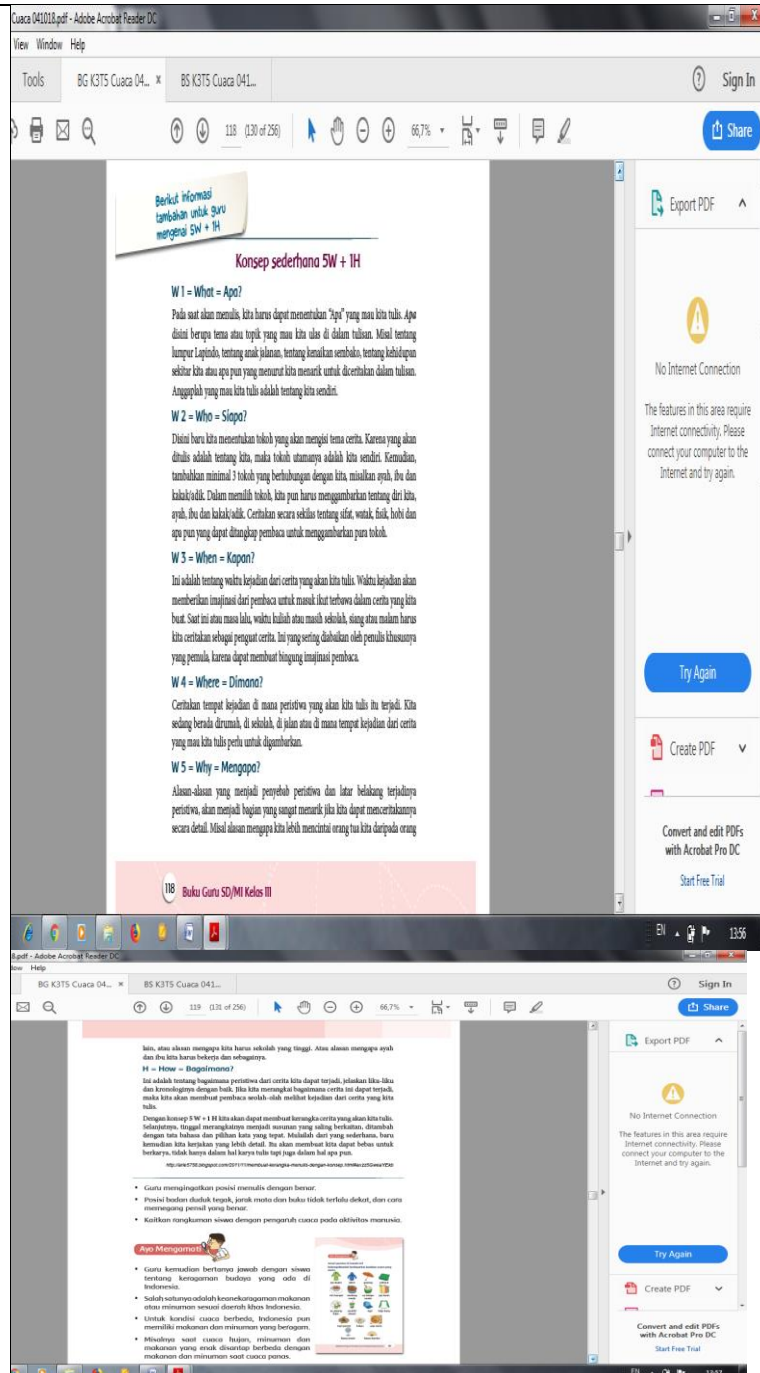 Cuaca 041018.pdf - Adobe Acrobat Reader DC
View Window Help
Tools BG K3T5 Cuaca 04... × BS K3T5 Cuaca 041... Sign In
118 (130 of 256) 66,7% Share
Berikut informasi
tambahan untuk guru
mengenai 5W + 1H
Konsep sederhana 5W + 1H
W 1 = What = Apa?
Pada saat akan menulis, kita harus dapat menentukan "Apa" yang mau kita tulis. Apa
disini berupa tema atau topik yang mau kita ulas di dalam tulisan. Misal tentang
lumpur Lapindo, tentang anak jalanan, tentang kenaikan sembako, tentang kehidupan
sekitar kita atau apa pun yang menurut kita menarik untuk diceritakan dalam tulisan.
Anggaplah yang mau kita tulis adalah tentang kita sendiri.
W 2 = Who = Siapa?
Disini baru kita menentukan tokoh yang akan mengisi tema cerita. Karena yang akan
ditulis adalah tentang kita, maka tokoh utamanya adalah kita sendiri. Kemudian,
tambahkan minimal 3 tokoh yang berhubungan dengan kita, misalkan ayah, ibu dan
kakak/adik. Dalam memilih tokoh, kita pun harus menggambarkan tentang diri kita,
ayah, ibu dan kakak/adik. Ceritakan secara sekilas tentang sifat, watak, fisik, hobi dan
apa pun yang dapat ditangkap pembaca untuk menggambarkan para tokoh.
W 3 = When = Kapan?
Ini adalah tentang waktu kejadian dari cerita yang akan kita tulis. Waktu kejadian akan
memberikan imajinasi dari pembaca untuk masuk ikut terbawa dalam cerita yang kita
buat. Saat ini atau masa lalu, waktu kuliah atau masih sekolah, siang atau malam harus
kita ceritakan sebagai penguat cerita. Ini yang sering diabaikan oleh penulis khususnya
yang pemula, karena dapat membuat bingung imajinasi pembaca.
W 4 = Where = Dimana?
Ceritakan tempat kejadian di mana peristiwa yang akan kita tulis itu terjadi. Kita
sedang berada dirumah, di sekolah, di jalan atau di mana tempat kejadian dari cerita
yang mau kita tulis perlu untuk digambarkan.
W 5 = Why = Mengapa?
Alasan-alasan yang menjadi penyebab peristiwa dan latar belakang terjadinya
peristiwa, akan menjadi bagian yang sangat menarik jika kita dapat menceritakannya
secara detail. Misal alasan mengapa kita lebih mencintai orang tua kita daripada orang
118 Buku Guru SD/MI Kelas III
Export PDF
No Internet Connection
The features in this area require
Internet connectivity. Please
connect your computer to the
Internet and try again.
Try Again
Create PDF
Convert and edit PDFs
with Acrobat Pro DC
Start Free Trial
EN 13:56
8.pdf - Adobe Acrobat Reader DC
Help
BG K3T5 Cuaca 04... × BS K3T5 Cuaca 041... Sign In
119 (131 of 256) 66,7% Share
lain, atau alasan mengapa kita harus sekolah yang tinggi. Atau alasan mengapa ayah
dan ibu kita harus bekerja dan sebagainya.
H = How = Bagaimana?
Ini adalah tentang bagaimana peristiwa dari cerita kita dapat terjadi, jelaskan lika-liku
dan kronologinya dengan baik. Jika kita merangkai bagaimana cerita ini dapat terjadi,
maka kita akan membuat pembaca seolah-olah melihat kejadian dari cerita yang kita
tulis.
Dengan konsep 5 W + 1 H kita akan dapat membuat kerangka cerita yang akan kita tulis.
Selanjutnya, tinggal merangkainya menjadi susunan yang saling berkaitan, ditambah
dengan tata bahasa dan pilihan kata yang tepat. Mulailah dari yang sederhana, baru
kemudian kita kerjakan yang lebih detail. Itu akan membuat kita dapat bebas untuk
berkarya, tidak hanya dalam hal karya tulis tapi juga dalam hal apa pun.
• Guru mengingatkan posisi menulis dengan benar.
• Posisi badan duduk tegak, jarak mata dan buku tidak terlalu dekat, dan cara
memegang pensil yang benar.
• Kaitkan rangkuman siswa dengan pengaruh cuaca pada aktivitas manusia.
Ayo Mengamati
• Guru kemudian bertanya jawab dengan siswa
tentang keragaman budaya yang ada di
Indonesia.
• Salah satunya adalah keanekaragaman makanan
atau minuman sesuai daerah khas Indonesia.
• Untuk kondisi cuaca berbeda, Indonesia pun
memiliki makanan dan minuman yang beragam.
• Misalnya saat cuaca hujan, minuman dan
makanan yang enak disantap berbeda dengan
makanan dan minuman saat cuaca panas.
Export PDF
No Internet Connection
The features in this area require
Internet connectivity. Please
connect your computer to the
Internet and try again.
Try Again
Create PDF
Convert and edit PDFs
with Acrobat Pro DC
Start Free Trial
EN 13:57